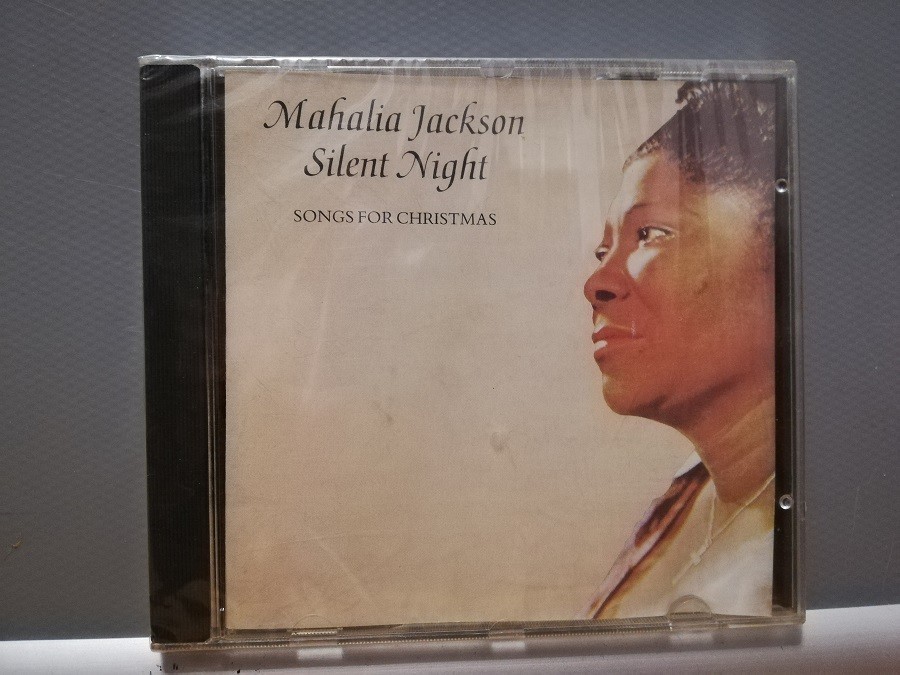 Mahalia Jackson
Silent Night
SONGS FOR CHRISTMAS